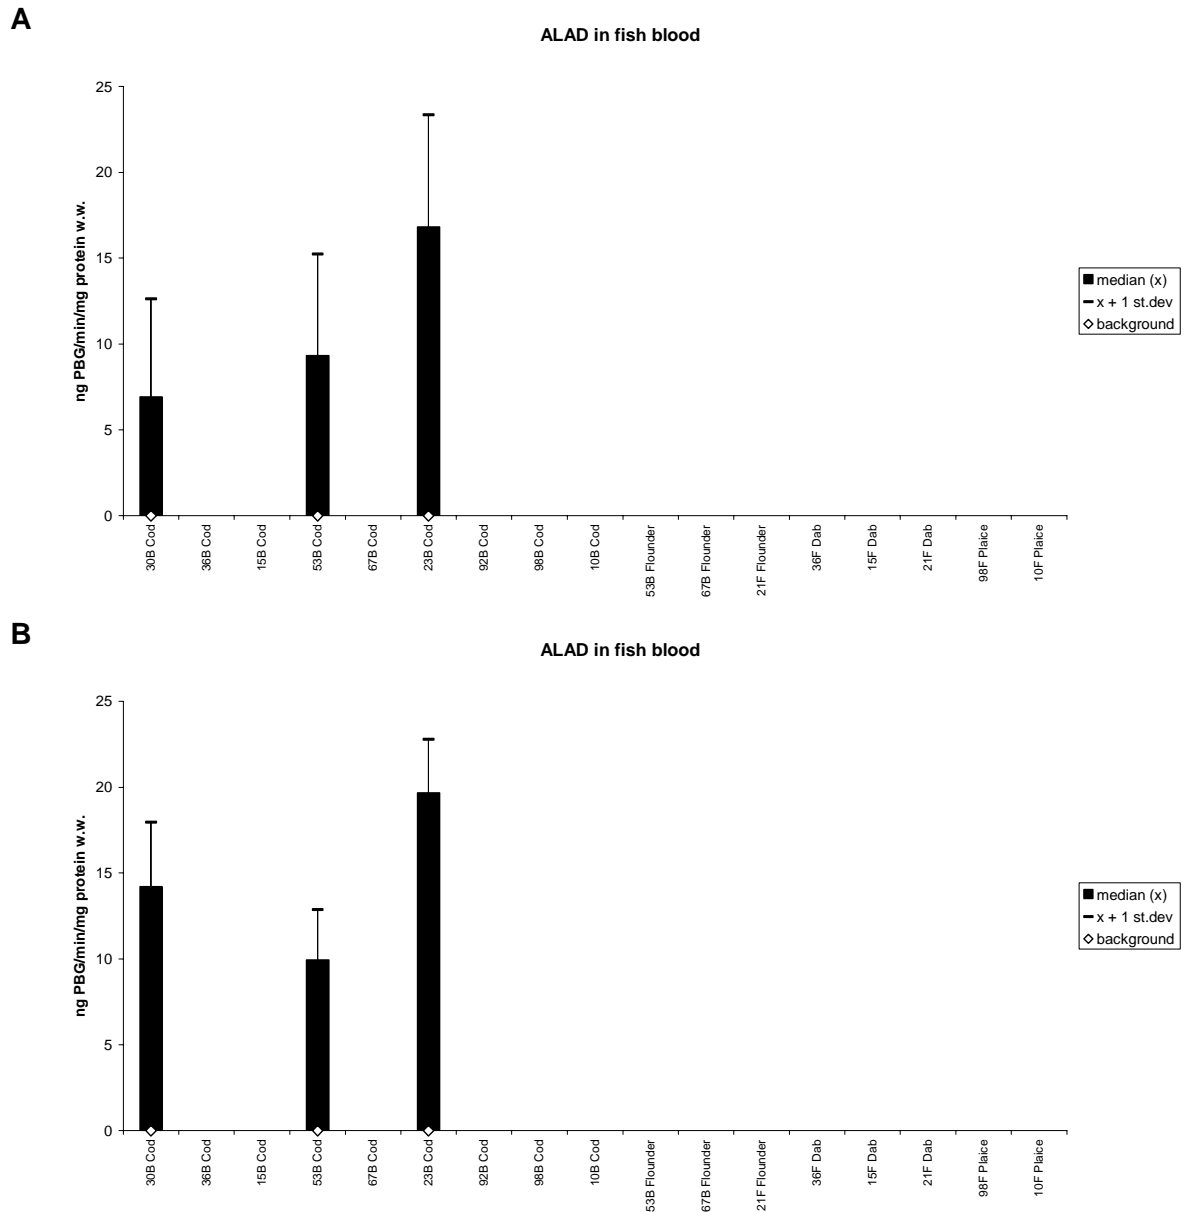 A
ALAD in fish blood
25
20
15
10
5
0
ng PBG/min/mg protein w.w.
30B Cod
36B Cod
15B Cod
53B Cod
67B Cod
23B Cod
92B Cod
98B Cod
10B Cod
53B Flounder
67B Flounder
21F Flounder
36F Dab
15F Dab
21F Dab
98F Plaice
10F Plaice
median (x)
x + 1 st.dev
background
B
ALAD in fish blood
25
20
15
10
5
0
ng PBG/min/mg protein w.w.
30B Cod
36B Cod
15B Cod
53B Cod
67B Cod
23B Cod
92B Cod
98B Cod
10B Cod
53B Flounder
67B Flounder
21F Flounder
36F Dab
15F Dab
21F Dab
98F Plaice
10F Plaice
median (x)
x + 1 st.dev
background